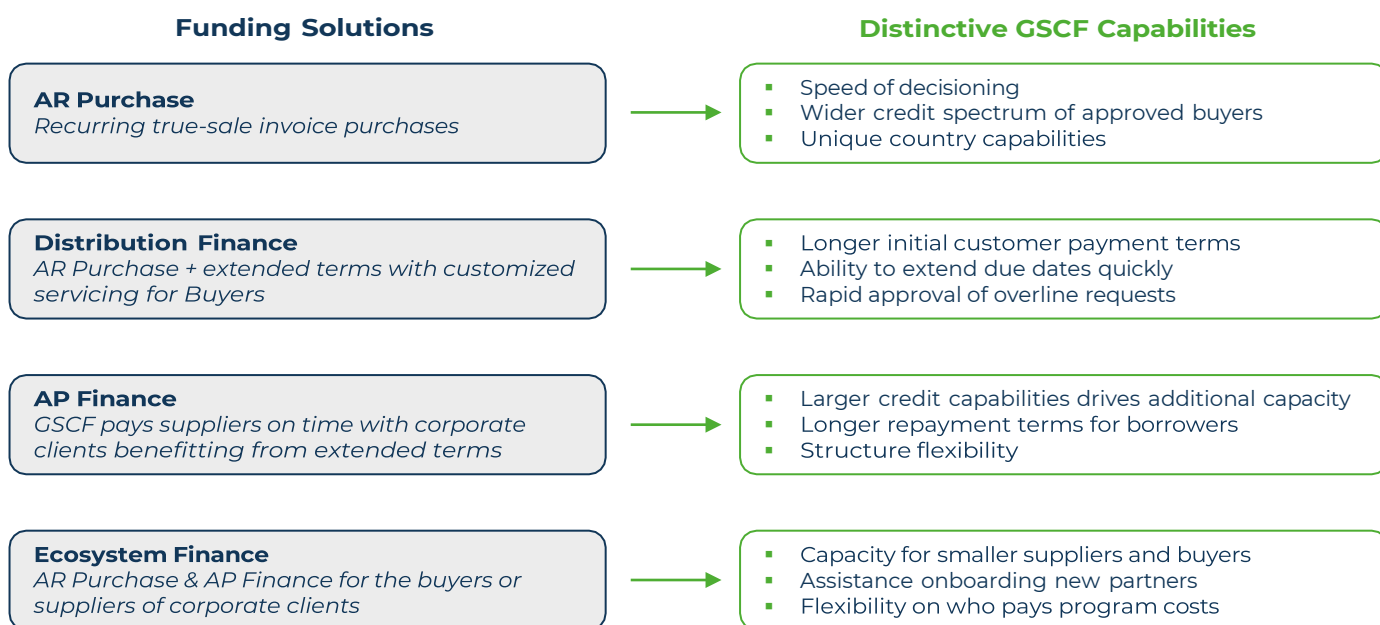 Funding Solutions
Distinctive GSCF Capabilities
AR Purchase
Recurring true-sale invoice purchases
▪ Speed of decisioning
▪ Wider credit spectrum of approved buyers
▪ Unique country capabilities
Distribution Finance
AR Purchase + extended terms with customized
servicing for Buyers
▪ Longer initial customer payment terms
▪ Ability to extend due dates quickly
▪ Rapid approval of overline requests
AP Finance
GSCF pays suppliers on time with corporate
clients benefitting from extended terms
▪ Larger credit capabilities drives additional capacity
▪ Longer repayment terms for borrowers
▪ Structure flexibility
Ecosystem Finance
AR Purchase & AP Finance for the buyers or
suppliers of corporate clients
▪ Capacity for smaller suppliers and buyers
▪ Assistance onboarding new partners
▪ Flexibility on who pays program costs